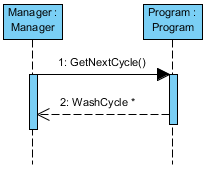 Manager :
Manager
Program :
Program
1: GetNextCycle()
2: WashCycle *